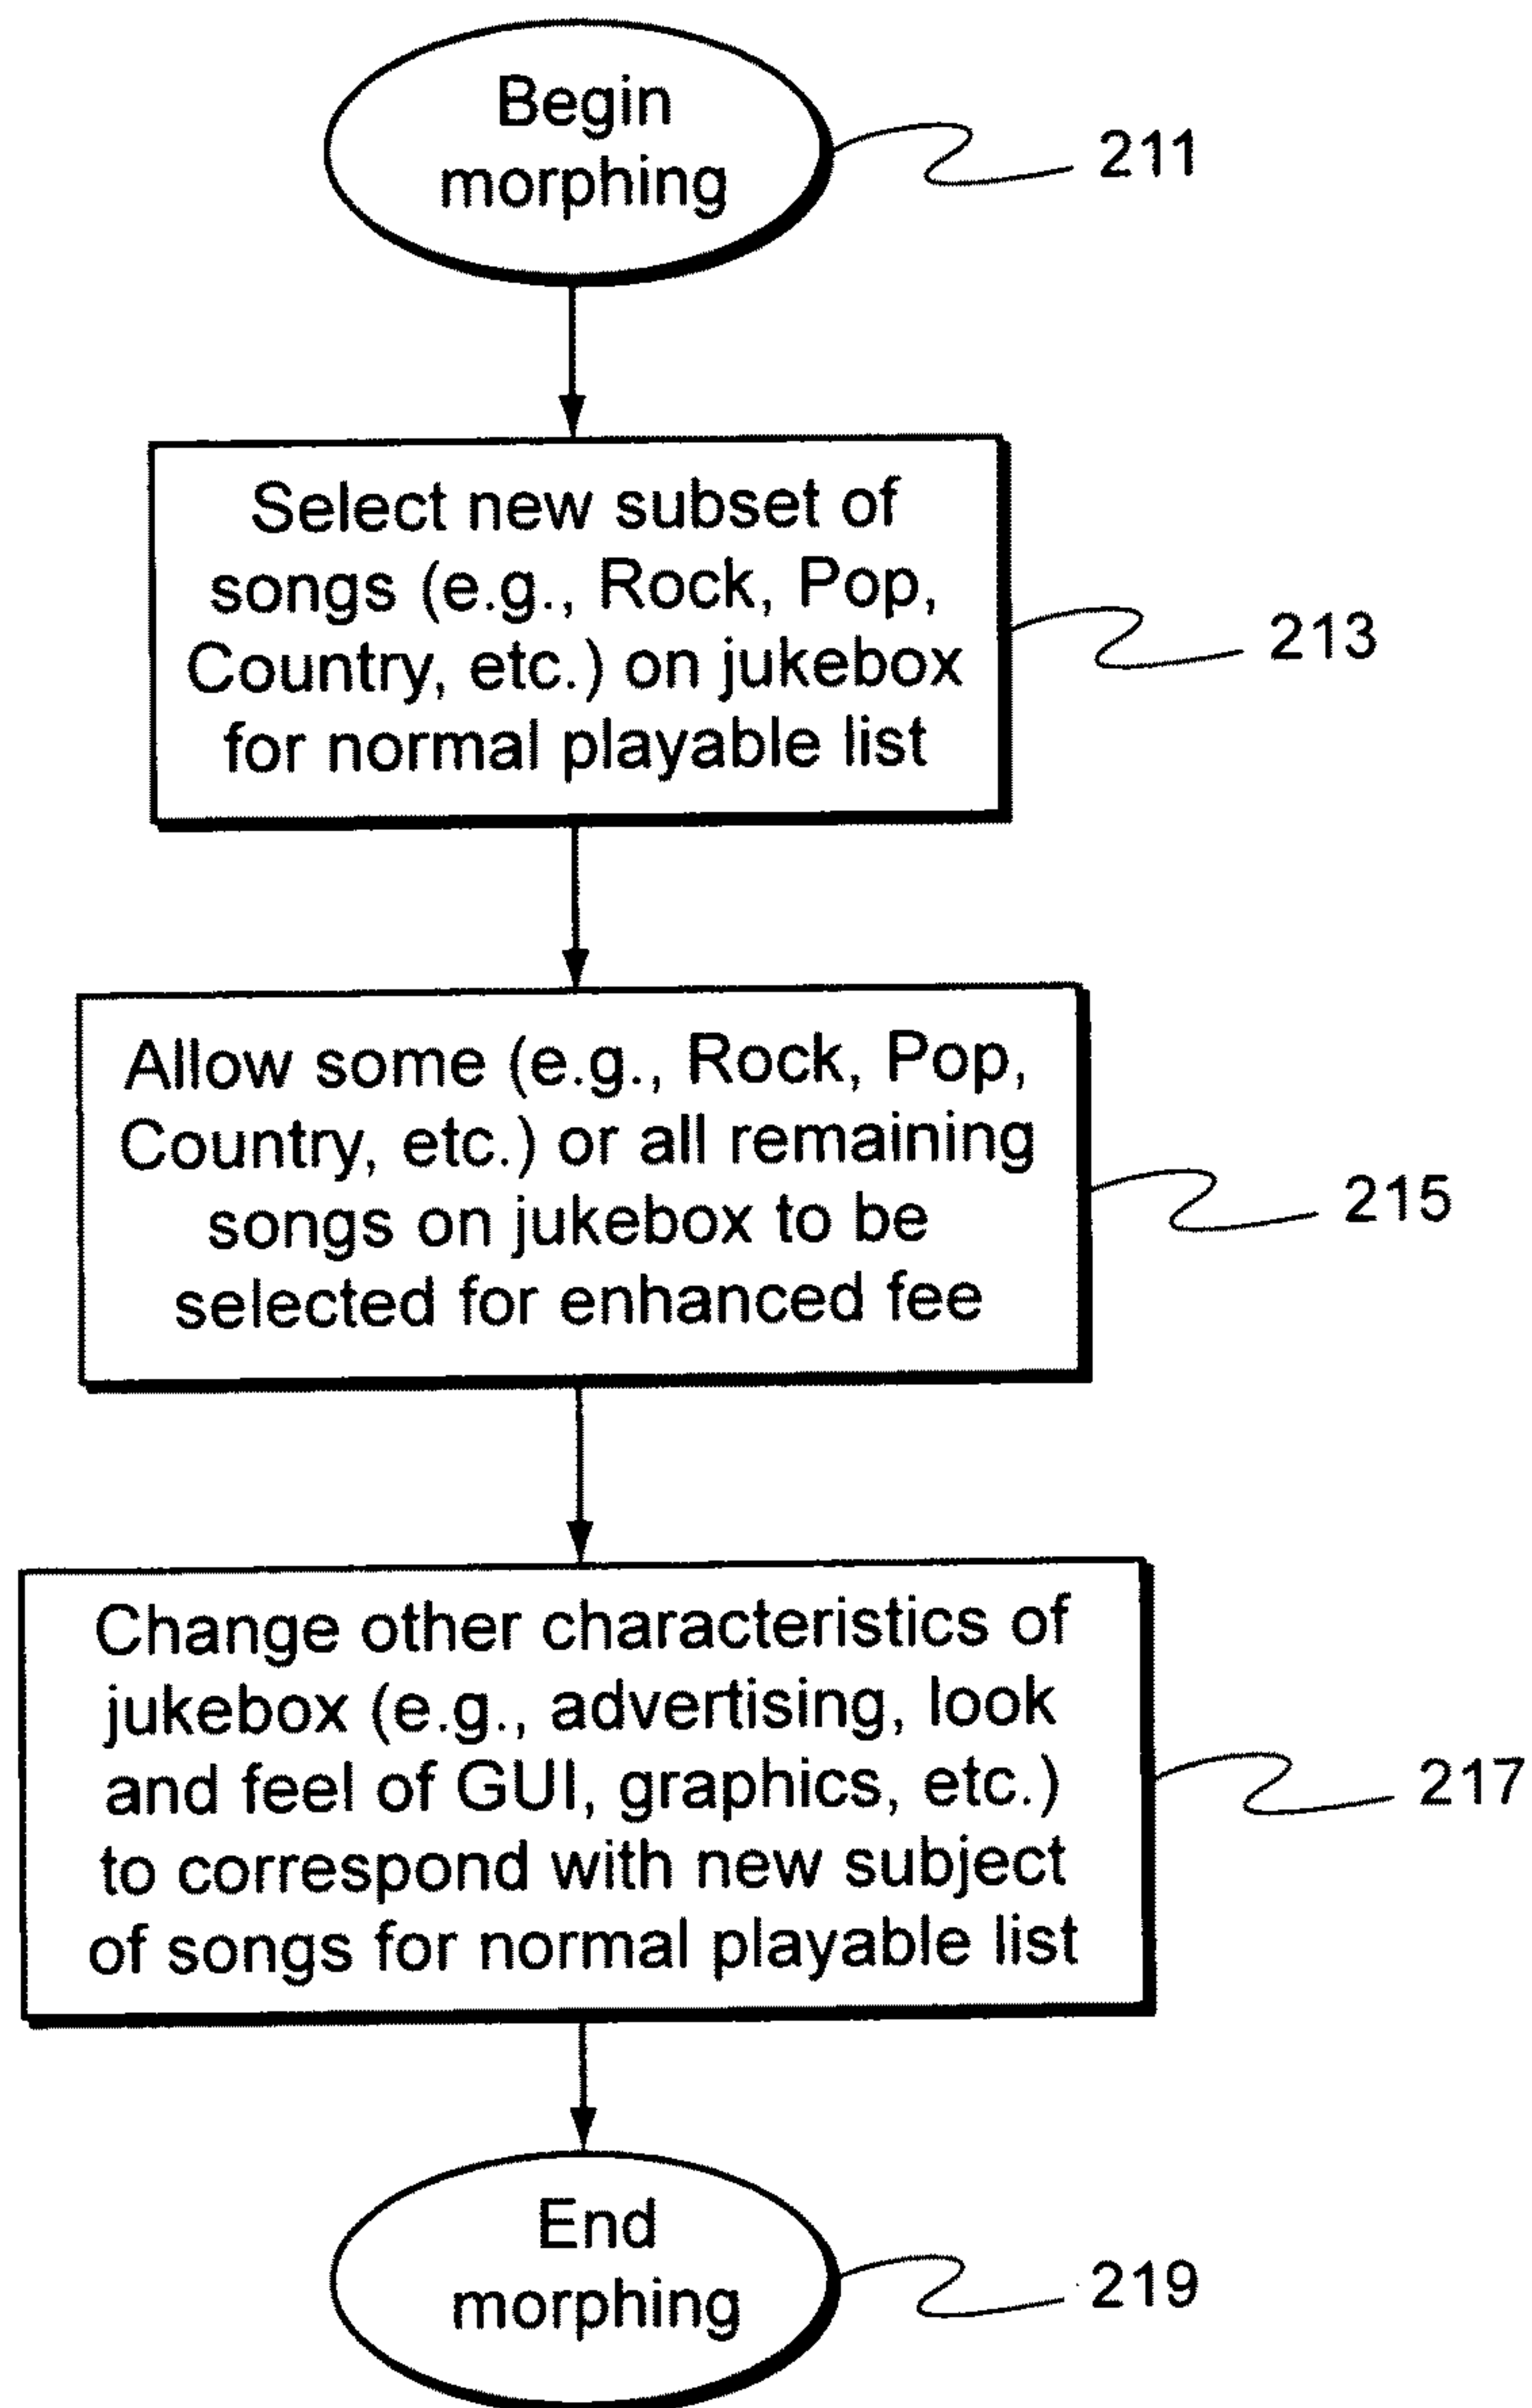 Begin
morphing
211
Select new subset of
songs (e.g., Rock, Pop,
Country, etc.) on jukebox
for normal playable list
213
Allow some (e.g., Rock, Pop,
Country, etc.) or all remaining
songs on jukebox to be
selected for enhanced fee
215
Change other characteristics of
jukebox (e.g., advertising, look
and feel of GUI, graphics, etc.)
to correspond with new subject
of songs for normal playable list
217
End
morphing
219